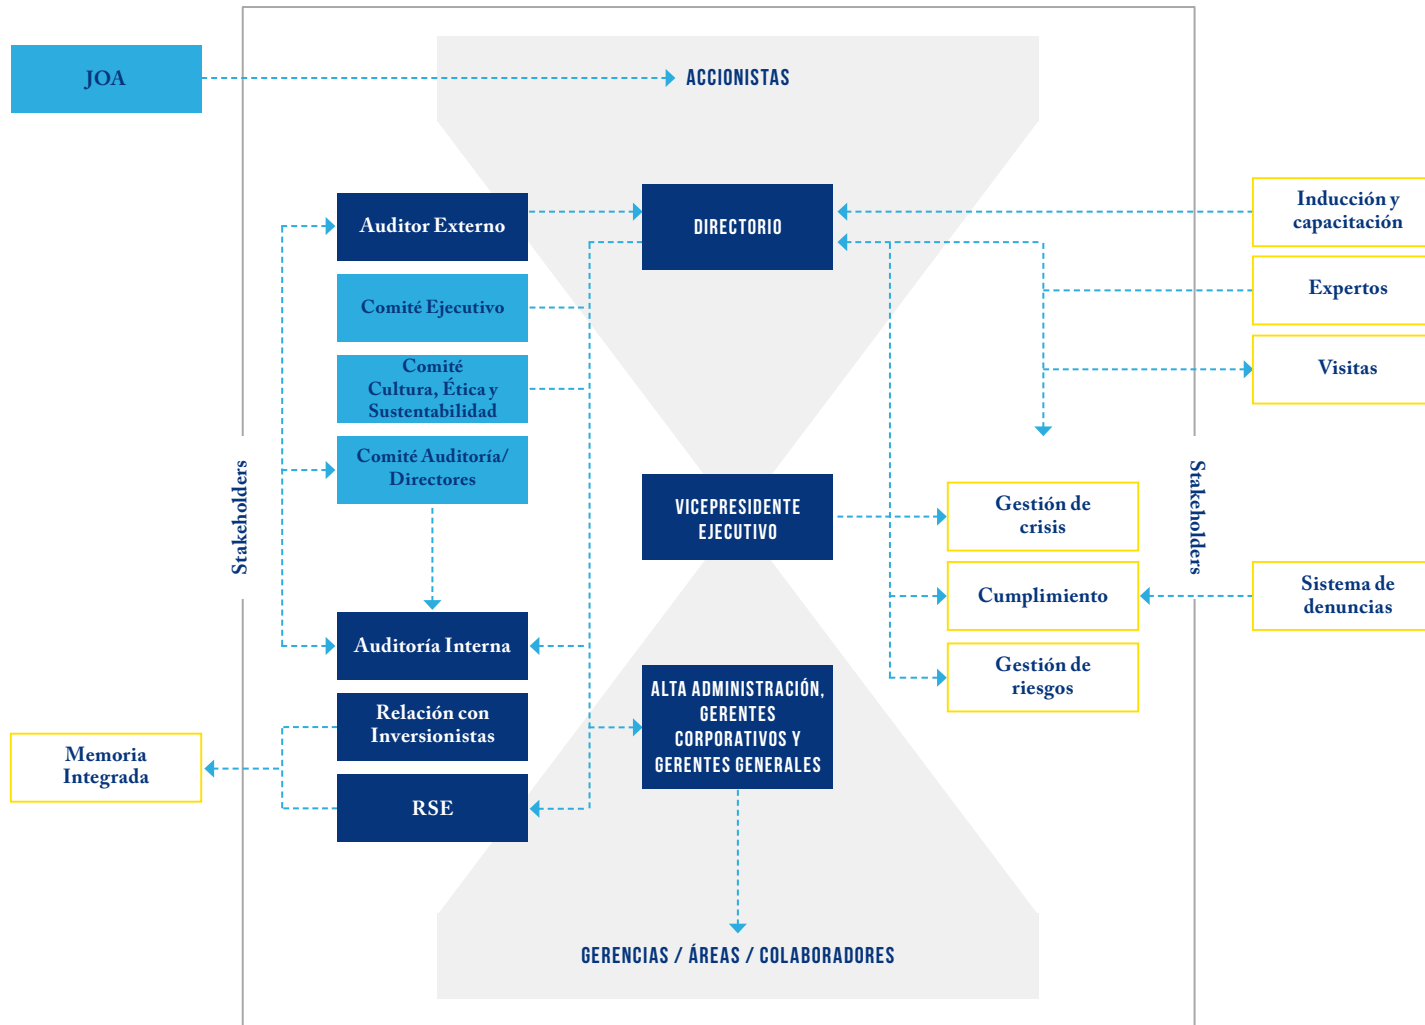 JOA
ACCIONISTAS
Auditor Externo
DIRECTORIO
Inducción y
capacitación
Comité Ejecutivo
Expertos
Comité
Cultura, Ética y
Sustentabilidad
Visitas
Comité Auditoría/
Directores
Stakeholders
VICEPRESIDENTE
EJECUTIVO
Gestión de
crisis
Stakeholders
Cumplimiento
Sistema de
denuncias
Auditoría Interna
Gestión de
riesgos
ALTA ADMINISTRACIÓN,
GERENTES
CORPORATIVOS Y
GERENTES GENERALES
Relación con
Inversionistas
Memoria
Integrada
RSE
GERENCIAS / ÁREAS / COLABORADORES